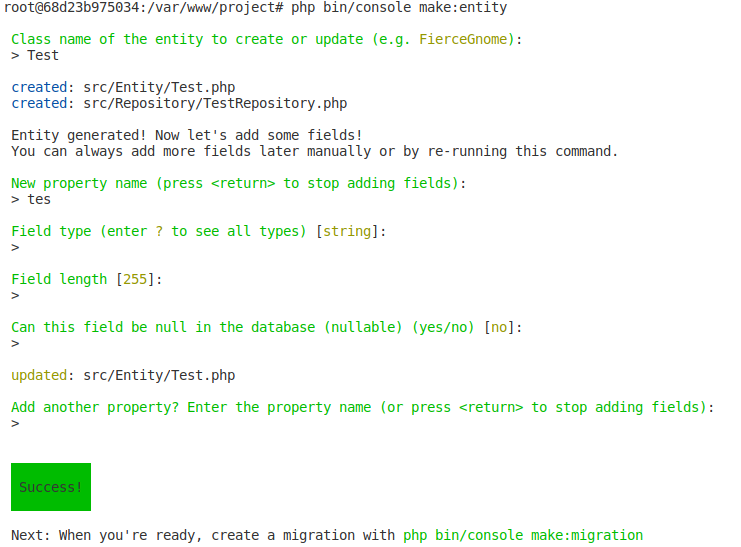 root@68d23b975034:/var/www/project# php bin/console make:entity
Class name of the entity to create or update (e.g. FierceGnome):
> Test
created: src/Entity/Test.php
created: src/Repository/TestRepository.php
Entity generated! Now let's add some fields!
You can always add more fields later manually or by re-running this command.
New property name (press <return> to stop adding fields):
> tes
Field type (enter ? to see all types) [string]:
>
Field length [255]:
>
Can this field be null in the database (nullable) (yes/no) [no]:
>
updated: src/Entity/Test.php
Add another property? Enter the property name (or press <return> to stop adding fields):
>
Success!
Next: When you're ready, create a migration with php bin/console make:migration